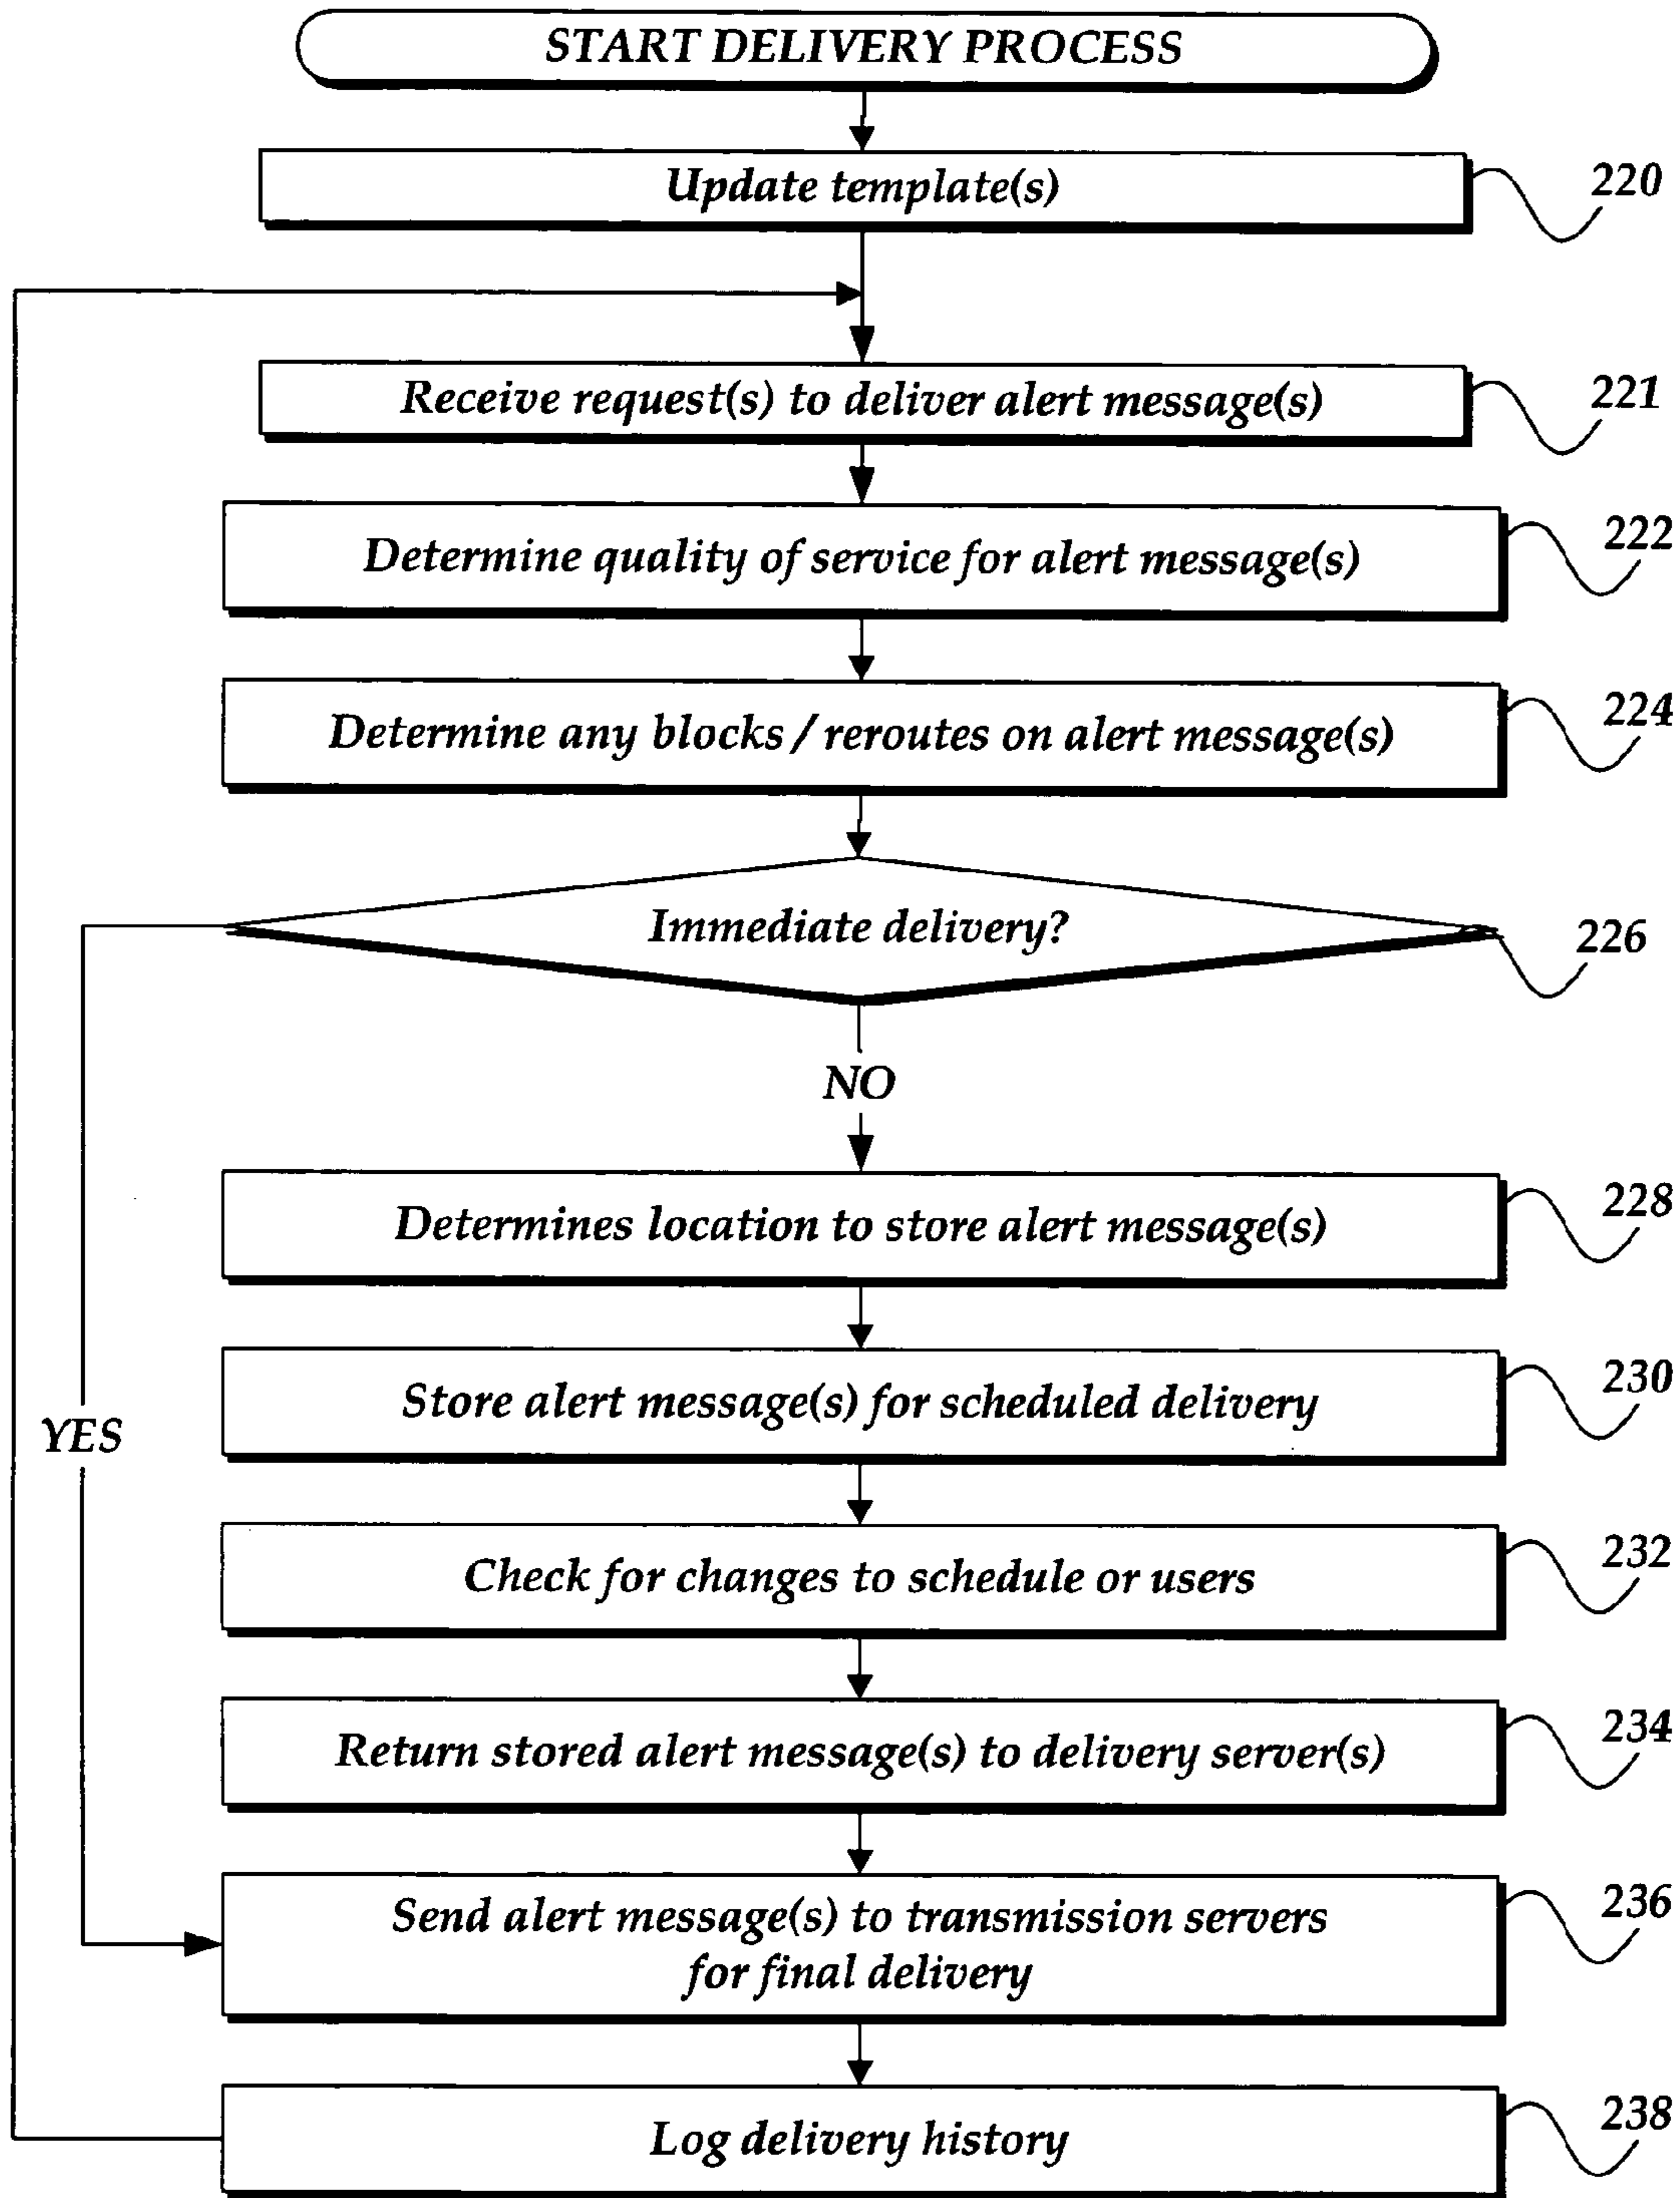 START DELIVERY PROCESS
Update template(s)
220
Receive request(s) to deliver alert message(s)
221
Determine quality of service for alert message(s)
222
Determine any blocks / reroutes on alert message(s)
224
Immediate delivery?
226
NO
Determines location to store alert message(s)
228
Store alert message(s) for scheduled delivery
230
YES
Check for changes to schedule or users
232
Return stored alert message(s) to delivery server(s)
234
Send alert message(s) to transmission servers
for final delivery
236
Log delivery history
238